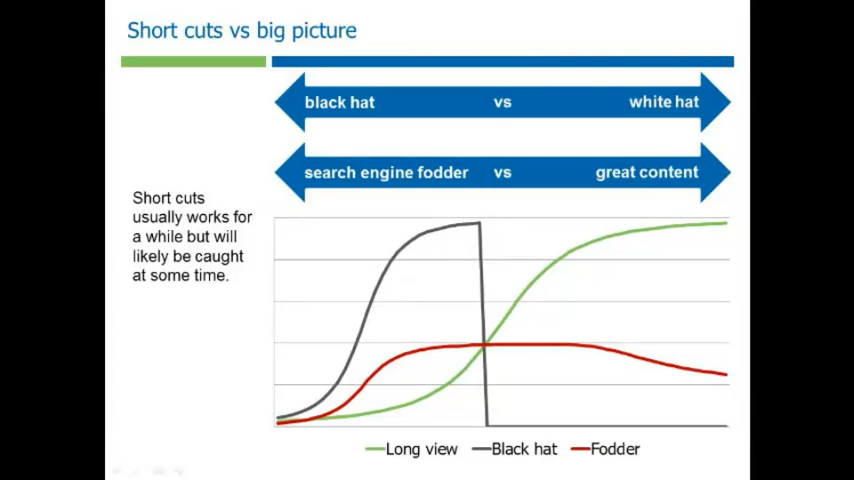 Short cuts vs big picture
black hat vs white hat
search engine fodder vs great content
Short cuts
usually works for
a while but will
likely be caught
at some time.
Long view Black hat Fodder